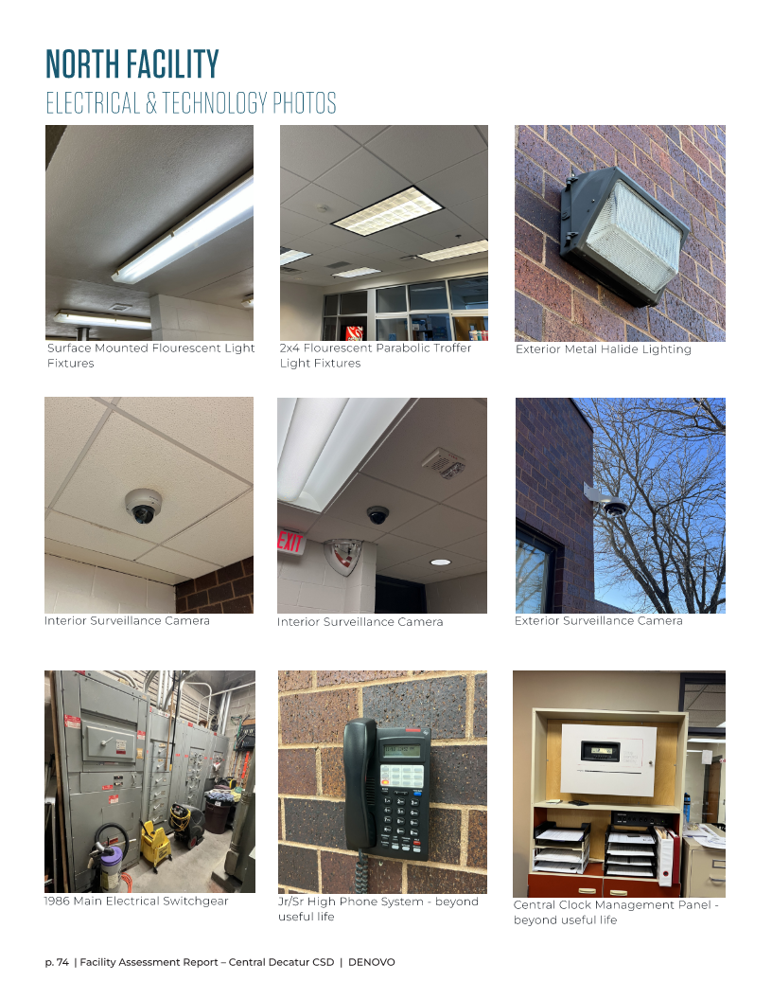 NORTH FACILITY
ELECTRICAL & TECHNOLOGY PHOTOS
Surface Mounted Flourescent Light
Fixtures
2x4 Flourescent Parabolic Troffer
Light Fixtures
Exterior Metal Halide Lighting
EXIT
Interior Surveillance Camera
Interior Surveillance Camera
Exterior Surveillance Camera
1986 Main Electrical Switchgear
Jr/Sr High Phone System - beyond
useful life
Central Clock Management Panel -
beyond useful life
p. 74 | Facility Assessment Report – Central Decatur CSD | DENOVO